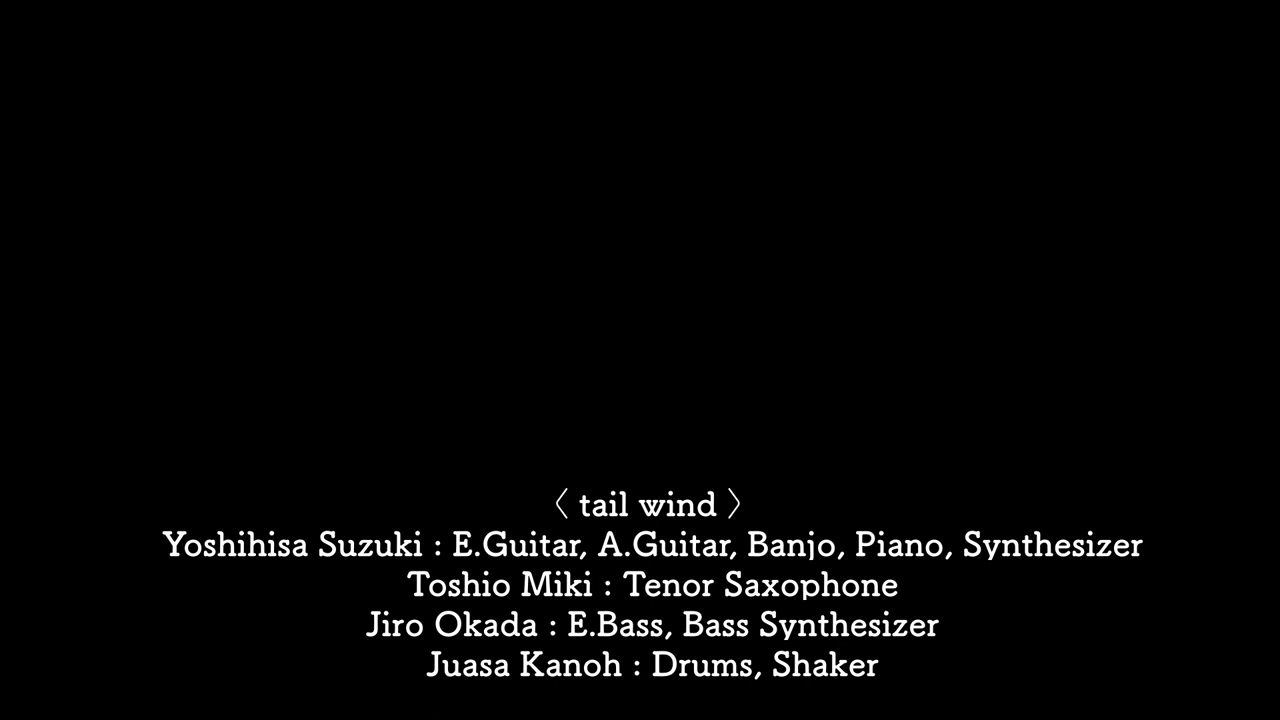 〈 tail wind 〉
Yoshihisa Suzuki : E.Guitar, A.Guitar, Banjo, Piano, Synthesizer
Toshio Miki : Tenor Saxophone
Jiro Okada : E.Bass, Bass Synthesizer
Juasa Kanoh : Drums, Shaker